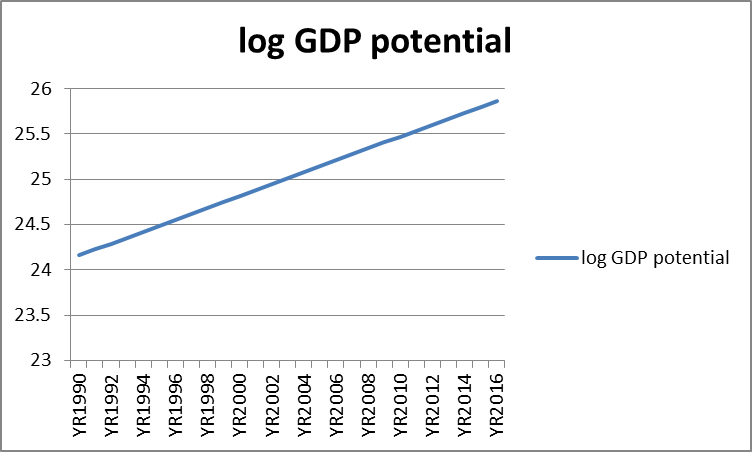 log GDP potential
26
25.5
25
24.5
24
23.5
23
log GDP potential
YR1990
YR1992
YR1994
YR1996
YR1998
YR2000
YR2002
YR2004
YR2006
YR2008
YR2010
YR2012
YR2014
YR2016